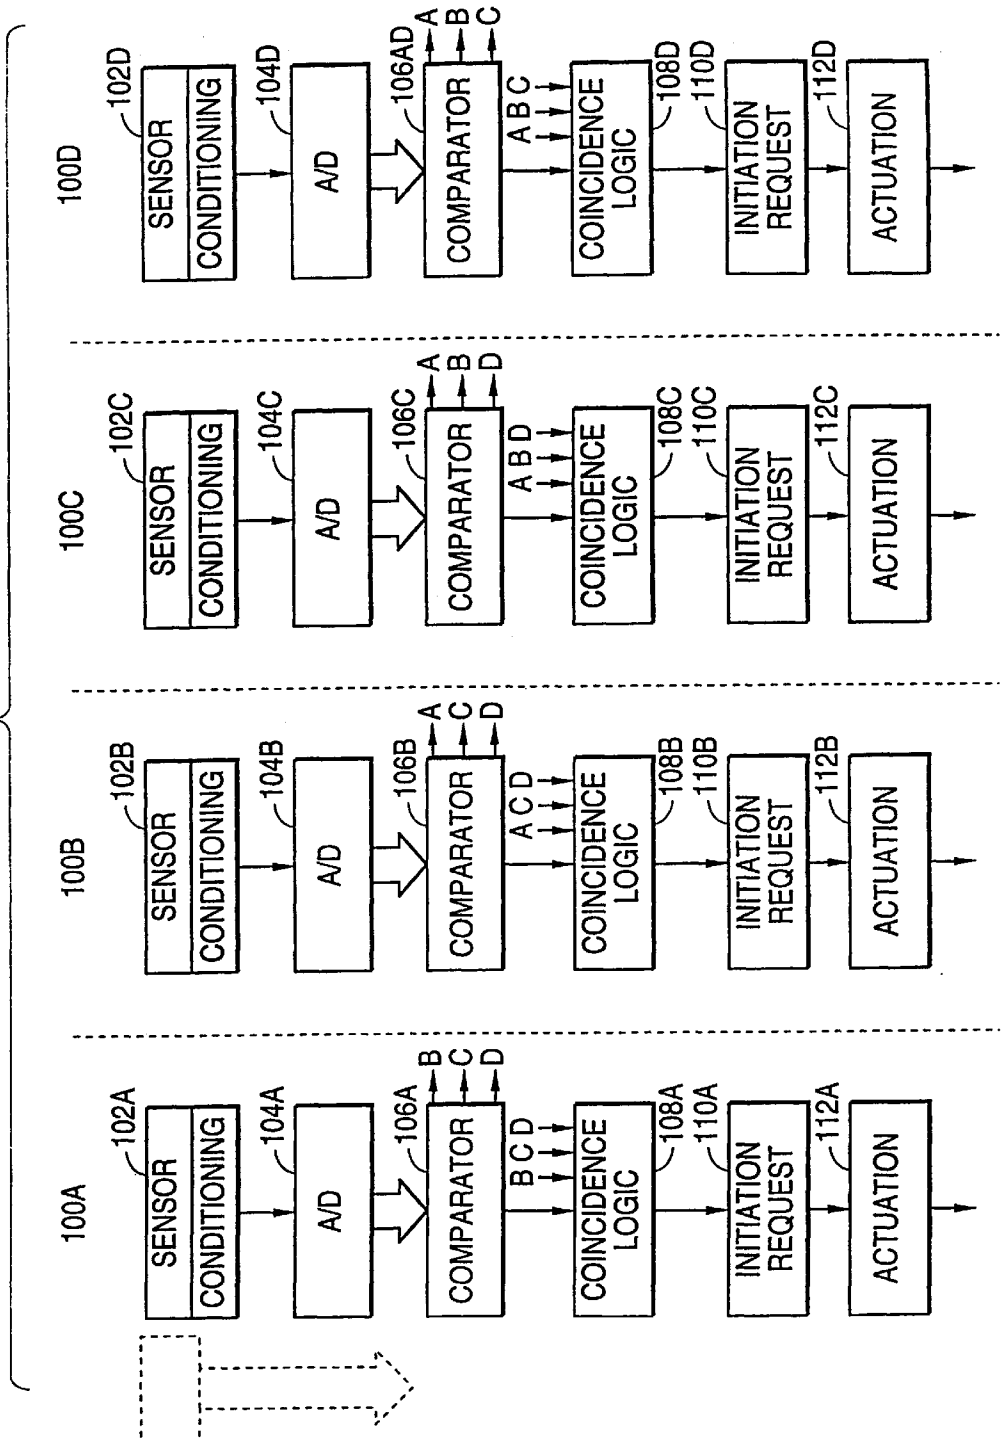 100A
102A
SENSOR
CONDITIONING
104A
A/D
106A
COMPARATOR
B
C
D
B C D
COINCIDENCE
LOGIC
108A
110A
INITIATION
REQUEST
112A
ACTUATION
100B
102B
SENSOR
CONDITIONING
104B
A/D
106B
COMPARATOR
A
C
D
A C D
COINCIDENCE
LOGIC
108B
110B
INITIATION
REQUEST
112B
ACTUATION
100C
102C
SENSOR
CONDITIONING
104C
A/D
106C
COMPARATOR
A
B
D
A B D
COINCIDENCE
LOGIC
108C
110C
INITIATION
REQUEST
112C
ACTUATION
100D
102D
SENSOR
CONDITIONING
104D
A/D
106AD
COMPARATOR
A
B
C
A B C
COINCIDENCE
LOGIC
108D
110D
INITIATION
REQUEST
112D
ACTUATION